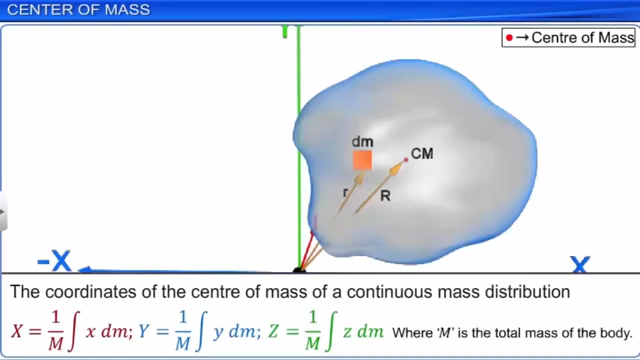 CENTER OF MASS
Y
● → Centre of Mass
dm
CM
r
R
-X
X
The coordinates of the centre of mass of a continuous mass distribution
X = 1/M ∫ x dm; Y = 1/M ∫ y dm; Z = 1/M ∫ z dm Where ‘M’ is the total mass of the body.